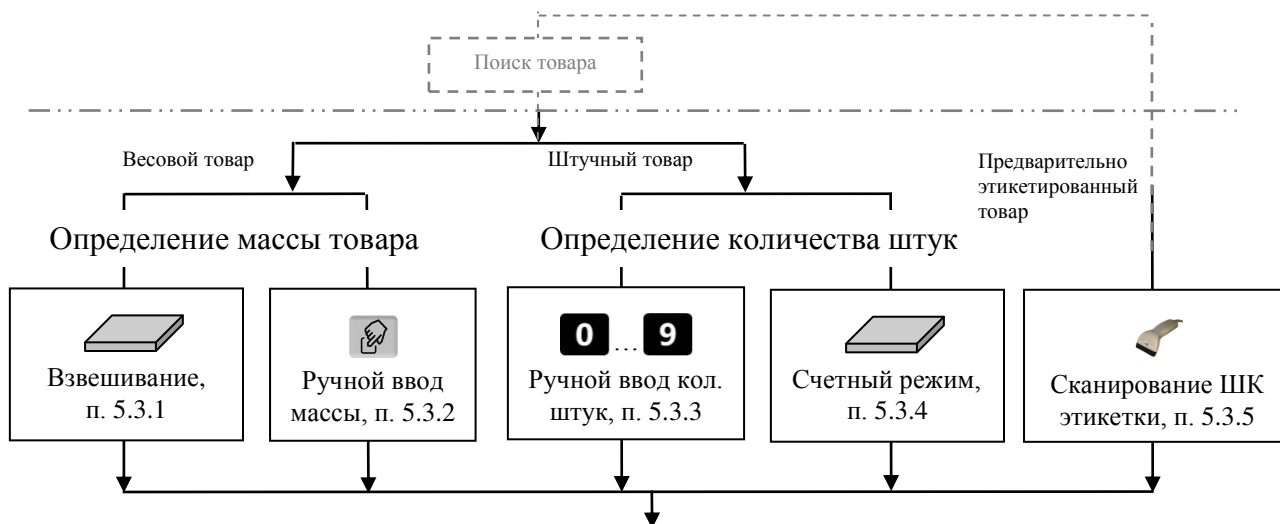 Поиск товара
Весовой товар
Штучный товар
Предварительно
этикетированный
товар
Определение массы товара
Определение количества штук
Взвешивание,
п. 5.3.1
Ручной ввод
массы, п. 5.3.2
0 ... 9
Ручной ввод кол.
штук, п. 5.3.3
Счетный режим,
п. 5.3.4
Сканирование ШК
этикетки, п. 5.3.5